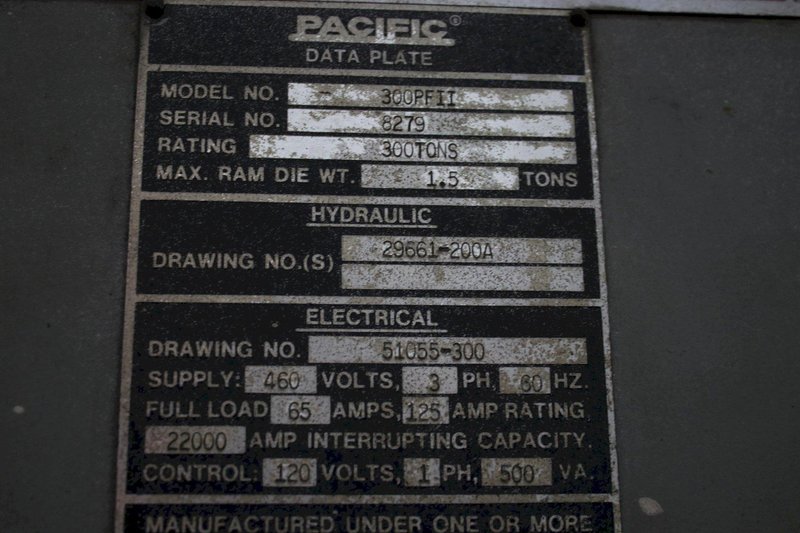 PACIFIC®
DATA PLATE
MODEL NO. - 300PFII
SERIAL NO. 8279
RATING 300TONS
MAX. RAM DIE WT. 1.5 TONS
HYDRAULIC
DRAWING NO.(S) 29661-200A
ELECTRICAL
DRAWING NO. 51055-300
SUPPLY: 460 VOLTS, 3 PH, 60 HZ.
FULL LOAD 65 AMPS, 125 AMP RATING
22000 AMP INTERRUPTING CAPACITY.
CONTROL: 120 VOLTS, 1 PH, 500 VA
MANUFACTURED UNDER ONE OR MORE